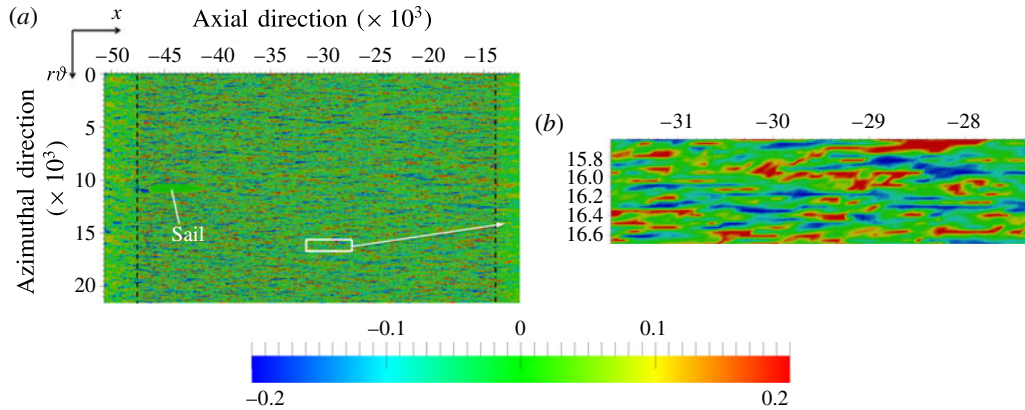 (a)
x
Axial direction (× 10³)
−50 −45 −40 −35 −30 −25 −20 −15
rϑ
0
5
10
15
20
Azimuthal direction
(× 10³)
Sail
(b)
−31 −30 −29 −28
15.8
16.0
16.2
16.4
16.6
−0.1 0 0.1
−0.2 0.2